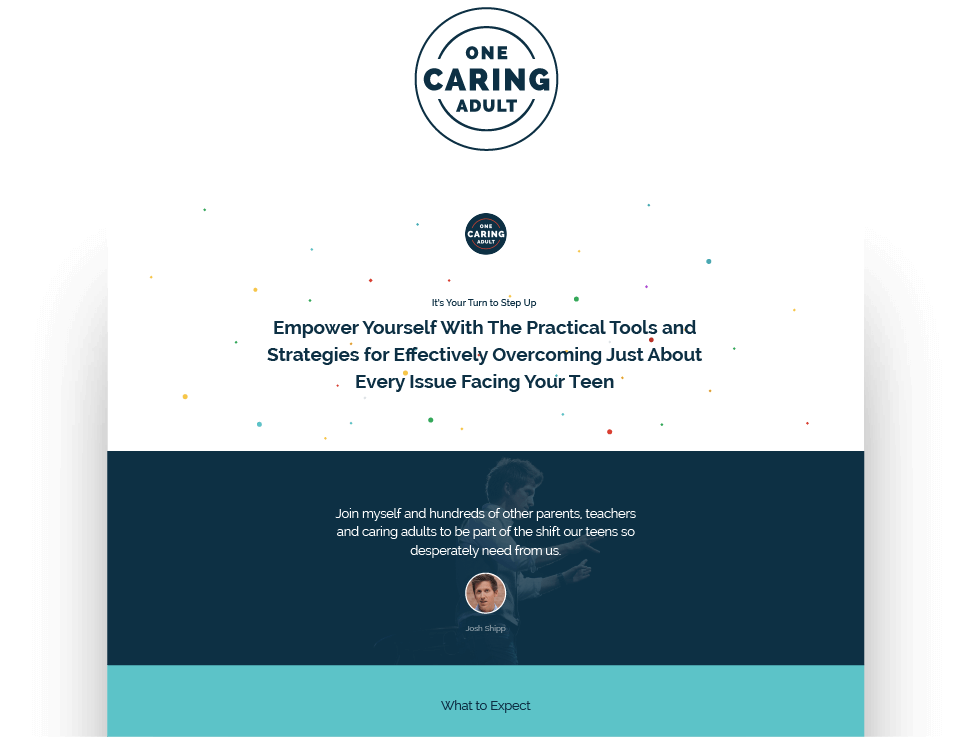 ONE
CARING
ADULT
ONE
CARING
ADULT
It's Your Turn to Step Up
Empower Yourself With The Practical Tools and
Strategies for Effectively Overcoming Just About
Every Issue Facing Your Teen
Join myself and hundreds of other parents, teachers
and caring adults to be part of the shift our teens so
desperately need from us.
Josh Shipp
What to Expect